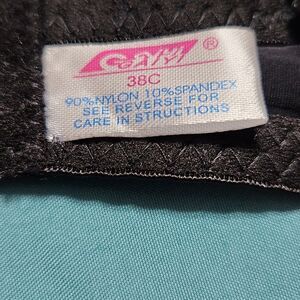 ®
38C
90%NYLON 10%SPANDEX
SEE REVERSE FOR
CARE IN STRUCTIONS